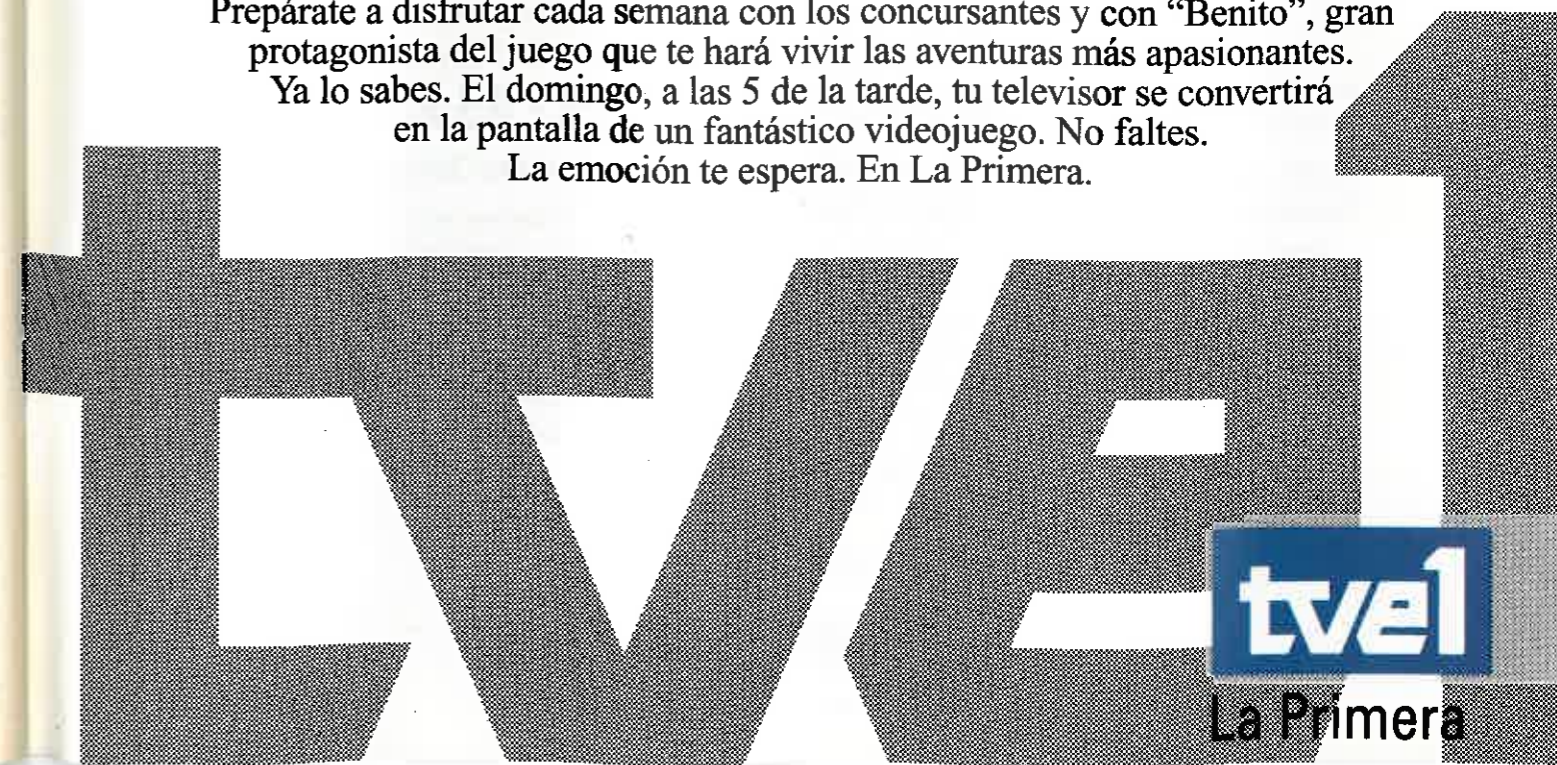 Prepárate a disfrutar cada semana con los concursantes y con “Benito”, gran
protagonista del juego que te hará vivir las aventuras más apasionantes.
Ya lo sabes. El domingo, a las 5 de la tarde, tu televisor se convertirá
en la pantalla de un fantástico videojuego. No faltes.
La emoción te espera. En La Primera.
tve1
tve1
La Primera